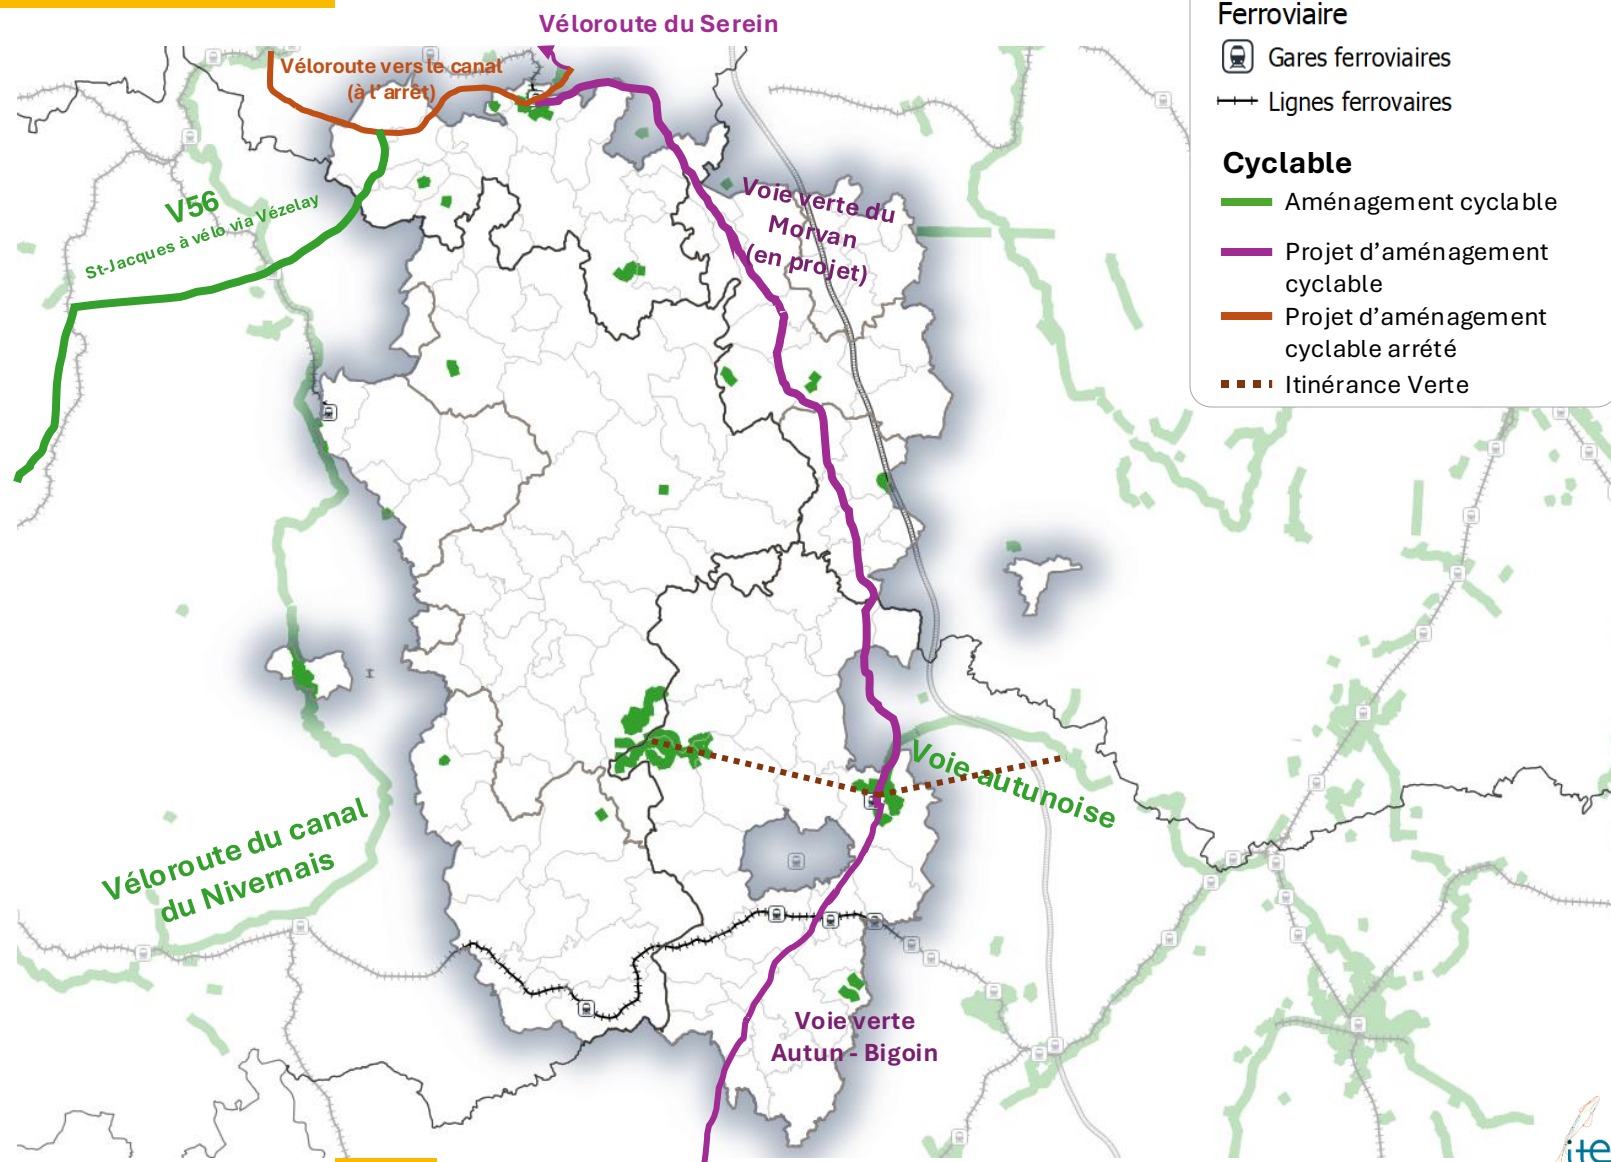 Véloroute du Serein
Véloroute vers le canal
(à l'arrêt)
V56
St-Jacques à vélo via Vézelay
Voie verte du
Morvan
(en projet)
Voie autunoise
Véloroute du canal
du Nivernais
Voie verte
Autun - Bigoin
Ferroviaire
Gares ferroviaires
Lignes ferrovaires
Cyclable
Aménagement cyclable
Projet d'aménagement
cyclable
Projet d'aménagement
cyclable arrété
Itinérance Verte
ite